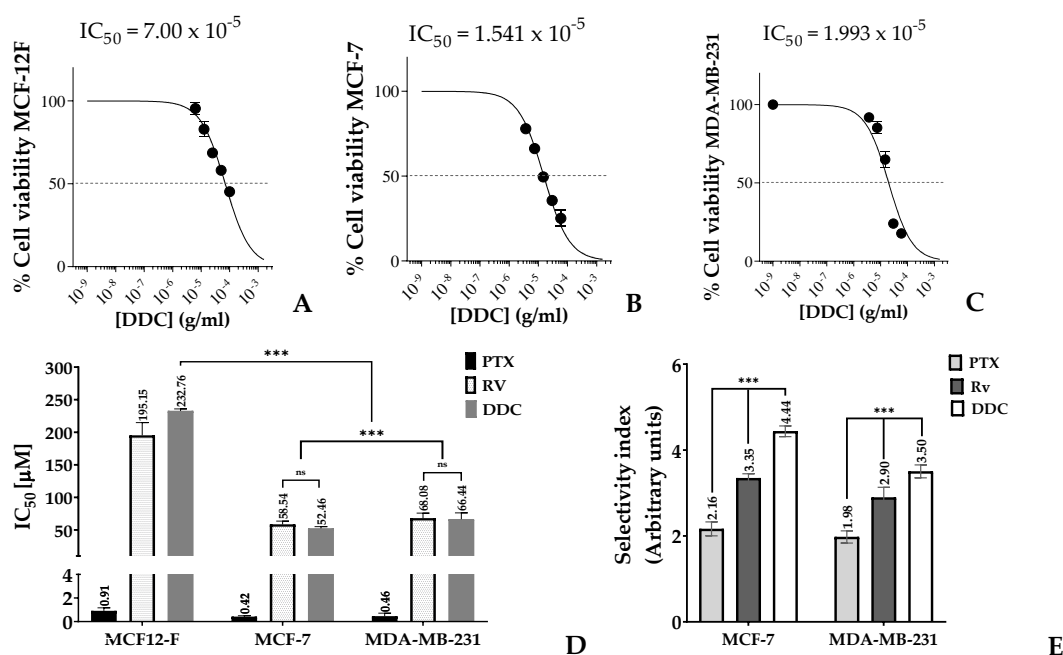 IC50 = 7.00 x 10-5
% Cell viability MCF-12F
100
50
0
10-9
10-8
10-7
10-6
10-5
10-4
10-3
[DDC] (g/ml)
A
IC50 = 1.541 x 10-5
% Cell viability MCF-7
100
50
0
10-9
10-8
10-7
10-6
10-5
10-4
10-3
[DDC] (g/ml)
B
IC50 = 1.993 x 10-5
% Cell viability MDA-MB-231
100
50
0
10-9
10-8
10-7
10-6
10-5
10-4
10-3
[DDC] (g/ml)
C
IC50 [µM]
300
250
200
150
100
50
4
2
0
0.91
195.15
232.76
0.42
58.54
52.46
0.46
68.08
66.44
***
***
ns
ns
PTX
RV
DDC
MCF12-F
MCF-7
MDA-MB-231
D
Selectivity index
(Arbitrary units)
6
4
2
0
2.16
3.35
4.44
1.98
2.90
3.50
***
***
PTX
Rv
DDC
MCF-7
MDA-MB-231
E